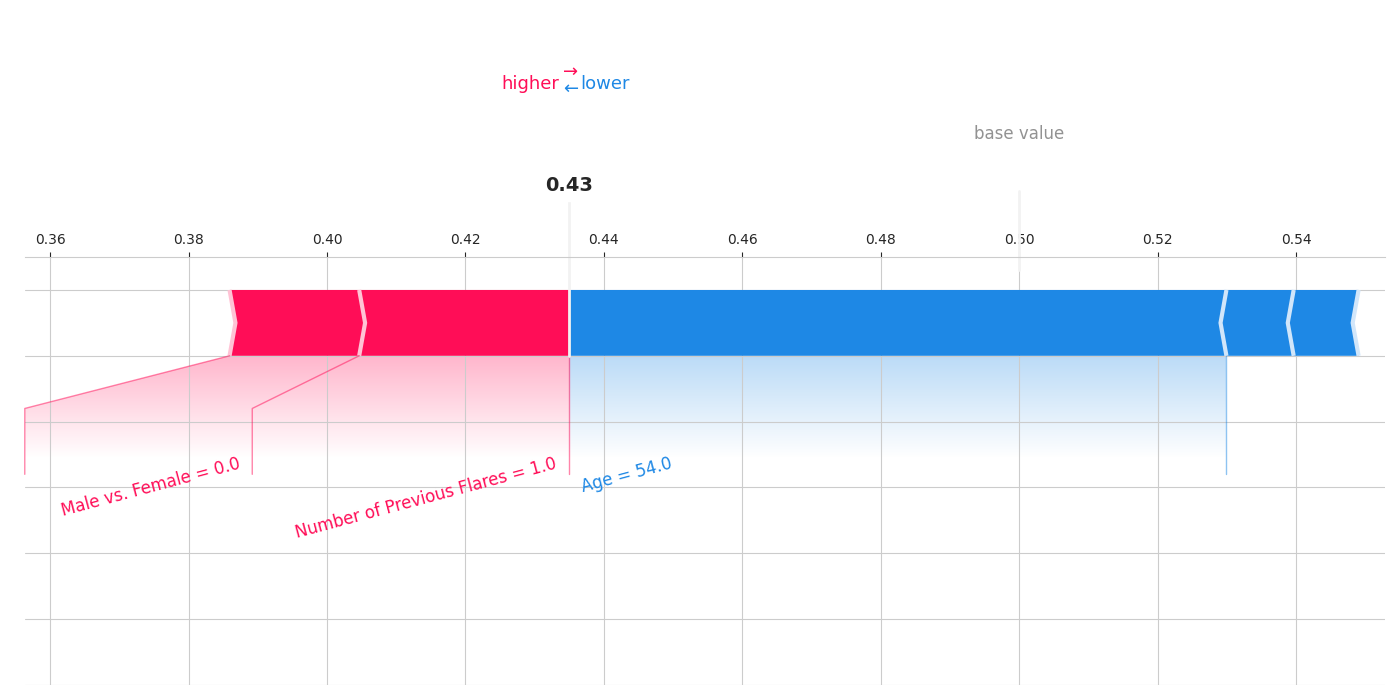 higher → ← lower
base value
0.43
0.36 0.38 0.40 0.42 0.44 0.46 0.48 0.50 0.52 0.54
Male vs. Female = 0.0
Number of Previous Flares = 1.0
Age = 54.0